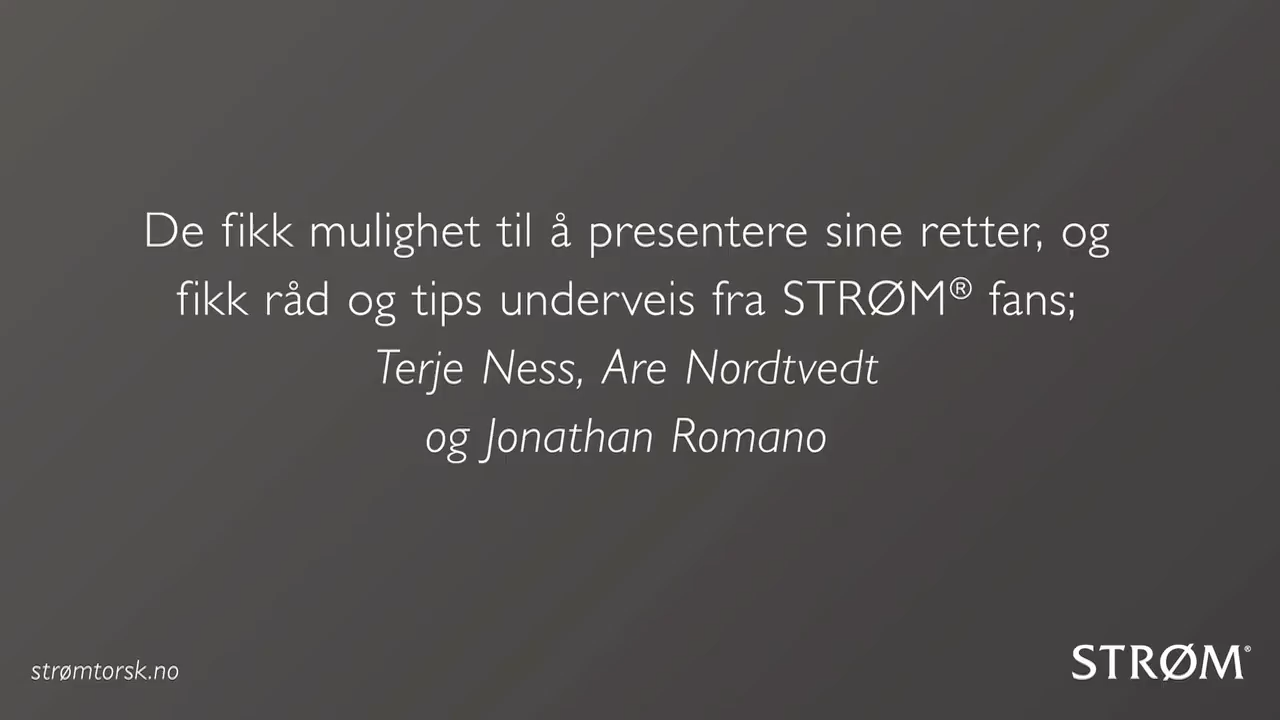 De fikk mulighet til å presentere sine retter, og
fikk råd og tips underveis fra STRØM® fans;
Terje Ness, Are Nordtvedt
og Jonathan Romano
strømtorsk.no
STRØM®